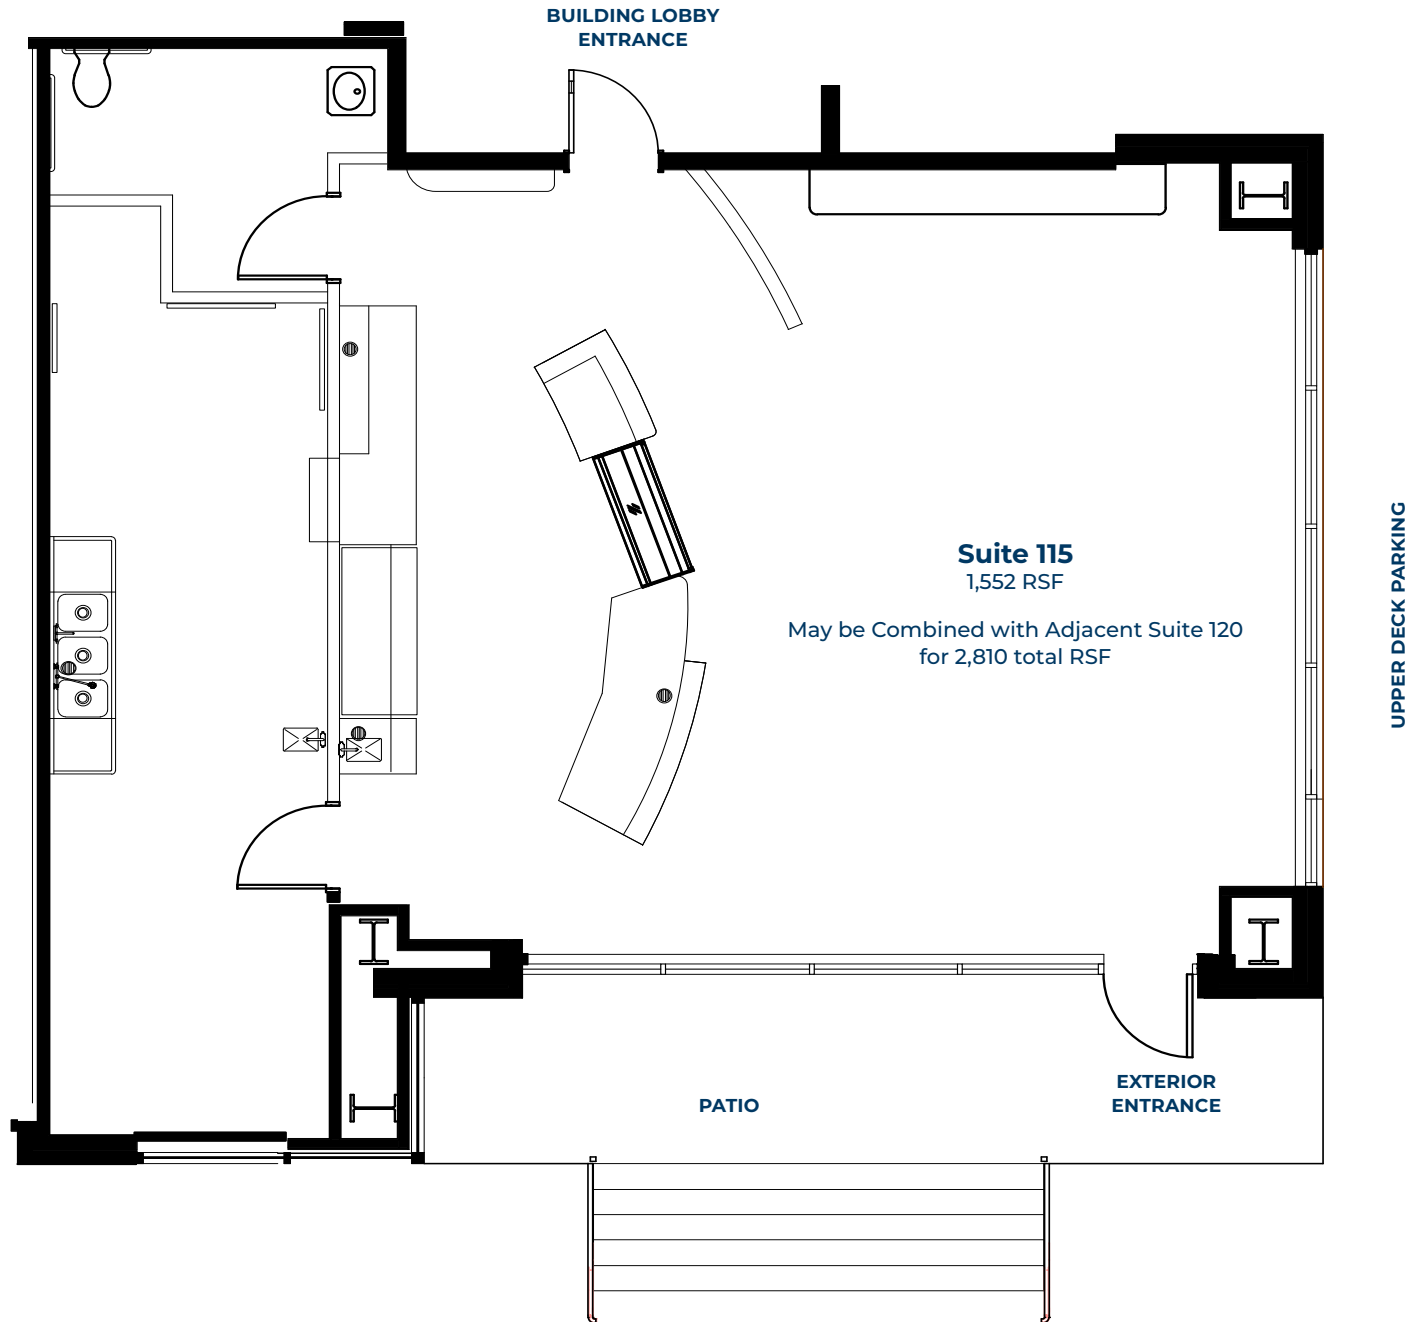 BUILDING LOBBY
ENTRANCE
Suite 115
1,552 RSF
May be Combined with Adjacent Suite 120
for 2,810 total RSF
UPPER DECK PARKING
EXTERIOR
ENTRANCE
PATIO